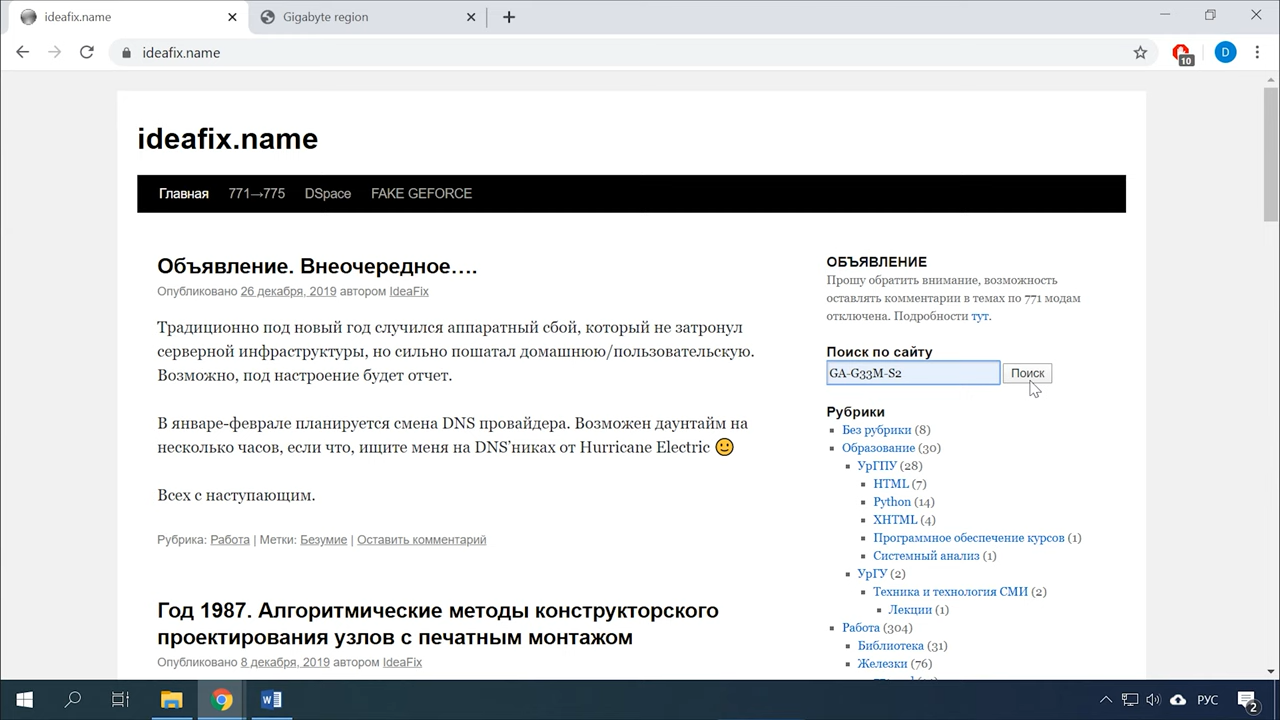 ideafix.name
Gigabyte region
ideafix.name
10
D
ideafix.name
Главная 771→775 DSpace FAKE GEFORCE
Объявление. Внеочередное….
Опубликовано 26 декабря, 2019 автором IdeaFix
Традиционно под новый год случился аппаратный сбой, который не затронул
серверной инфраструктуры, но сильно пошатал домашнюю/пользовательскую.
Возможно, под настроение будет отчет.
В январе-феврале планируется смена DNS провайдера. Возможен даунтайм на
несколько часов, если что, ищите меня на DNS’никах от Hurricane Electric 🙂
Всех с наступающим.
Рубрика: Работа | Метки: Безумие | Оставить комментарий
Год 1987. Алгоритмические методы конструкторского
проектирования узлов с печатным монтажом
Опубликовано 8 декабря, 2019 автором IdeaFix
ОБЪЯВЛЕНИЕ
Прошу обратить внимание, возможность
оставлять комментарии в темах по 771 модам
отключена. Подробности тут.
Поиск по сайту
GA-G33M-S2 Поиск
Рубрики
Без рубрики (8)
Образование (30)
УрГПУ (28)
HTML (7)
Python (14)
XHTML (4)
Программное обеспечение курсов (1)
Системный анализ (1)
УрГУ (2)
Техника и технология СМИ (2)
Лекции (1)
Работа (304)
Библиотека (31)
Железки (76)
РУС
2